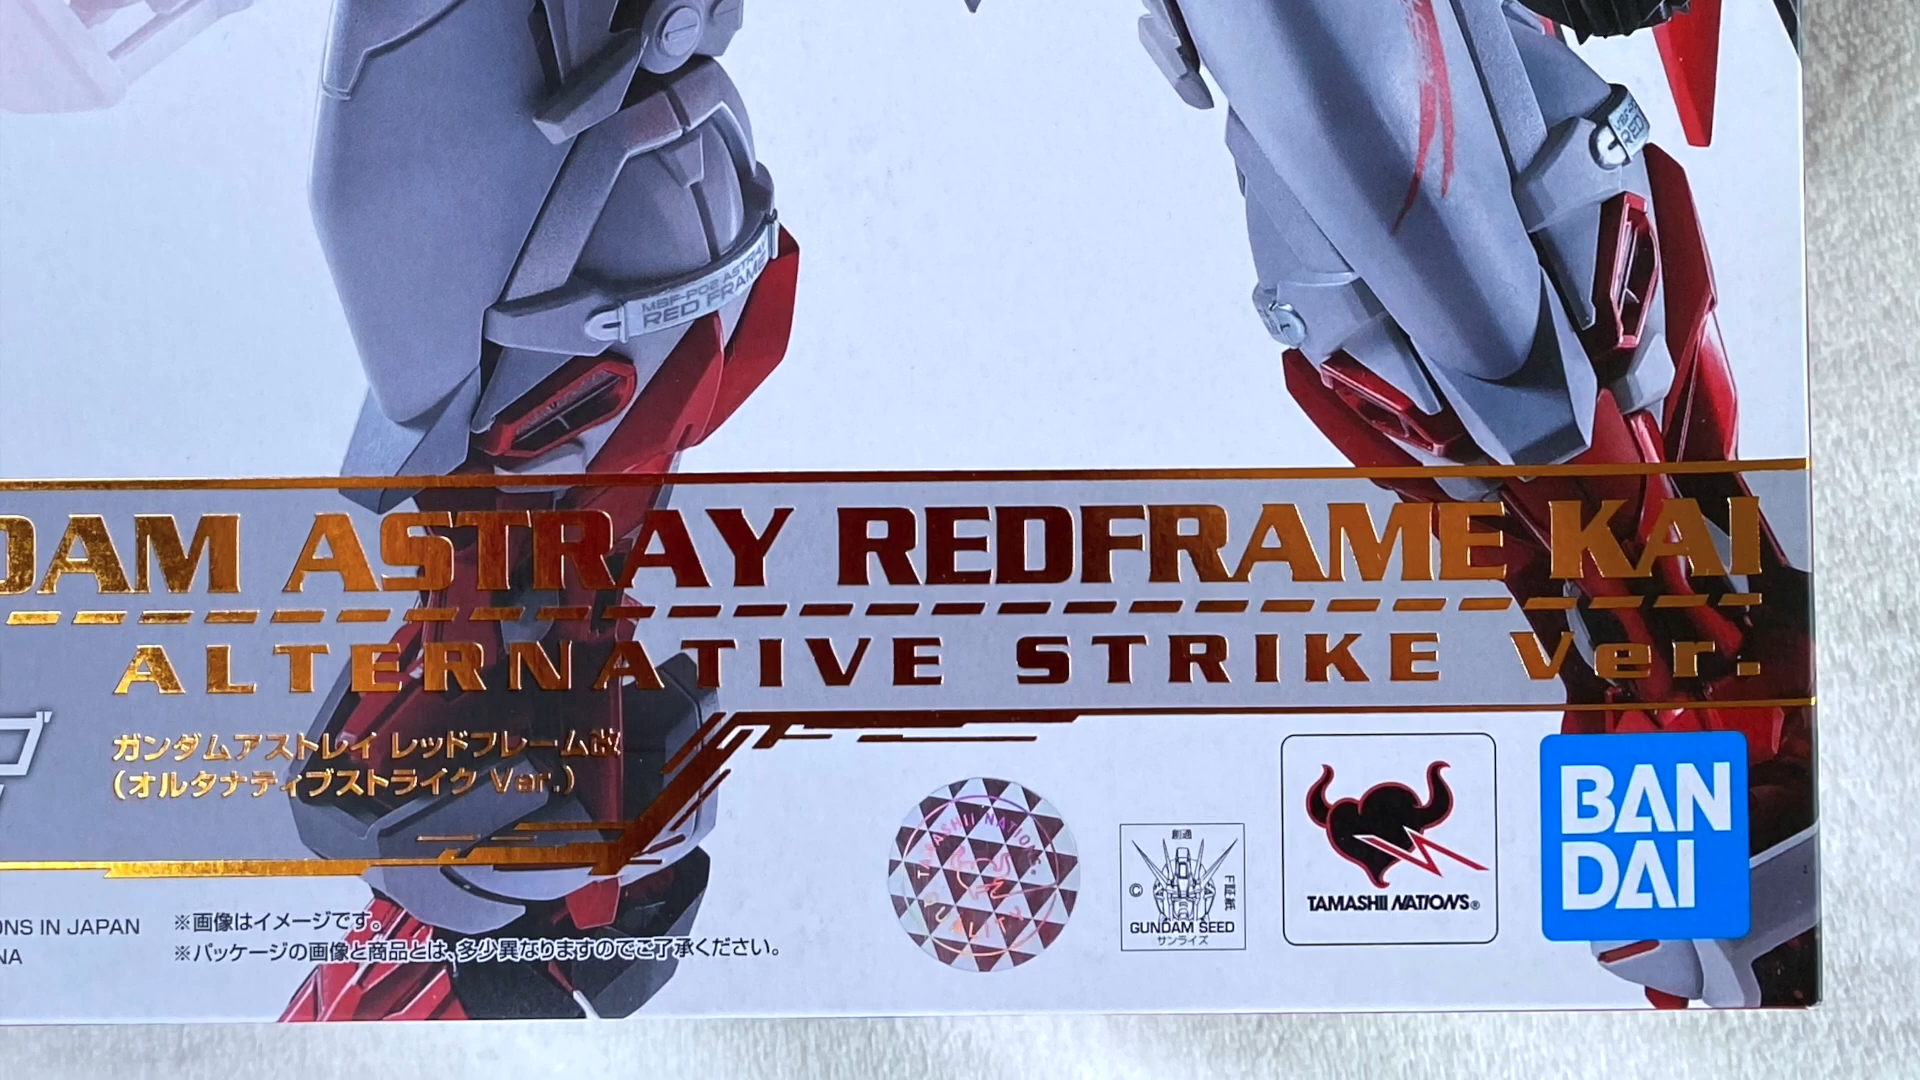 MBF-P02 ASTRAY
RED FRAME
RED
DAM ASTRAY REDFRAME KAI
ALTERNATIVE STRIKE Ver.
ガンダムアストレイ レッドフレーム改
(オルタナティブストライク Ver.)
TAMASHII NATIONS
QUALITY
創通
©
GUNDAM SEED
サンライズ
TAMASHII NATIONS®
BAN
DAI
ONS IN JAPAN
NA
※画像はイメージです。
※パッケージの画像と商品とは、多少異なりますのでご了承ください。